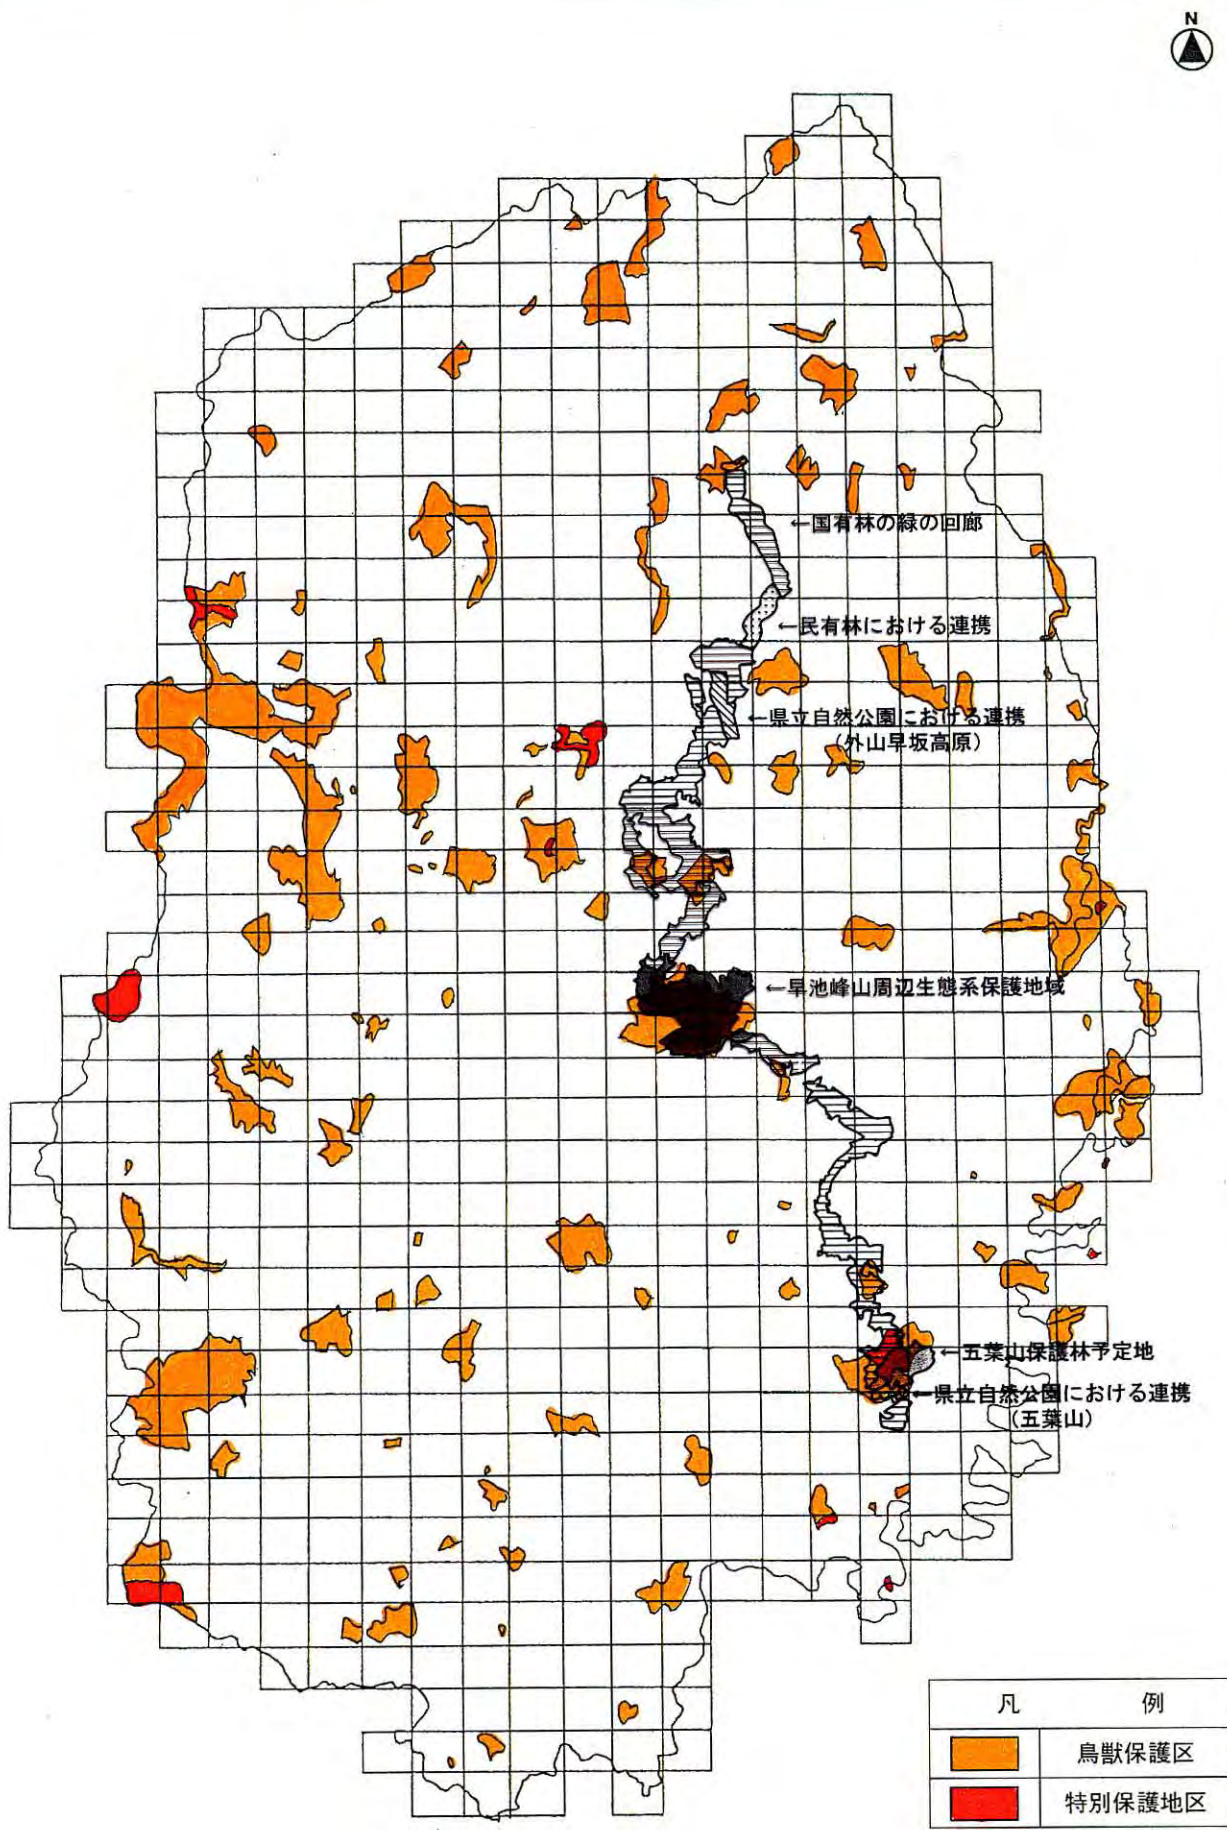 N
←国有林の緑の回廊
←民有林における連携
←県立自然公園における連携
(外山早坂高原)
←早池峰山周辺生態系保護地域
←五葉山保護林予定地
←県立自然公園における連携
(五葉山)
凡 例
鳥獣保護区
特別保護地区